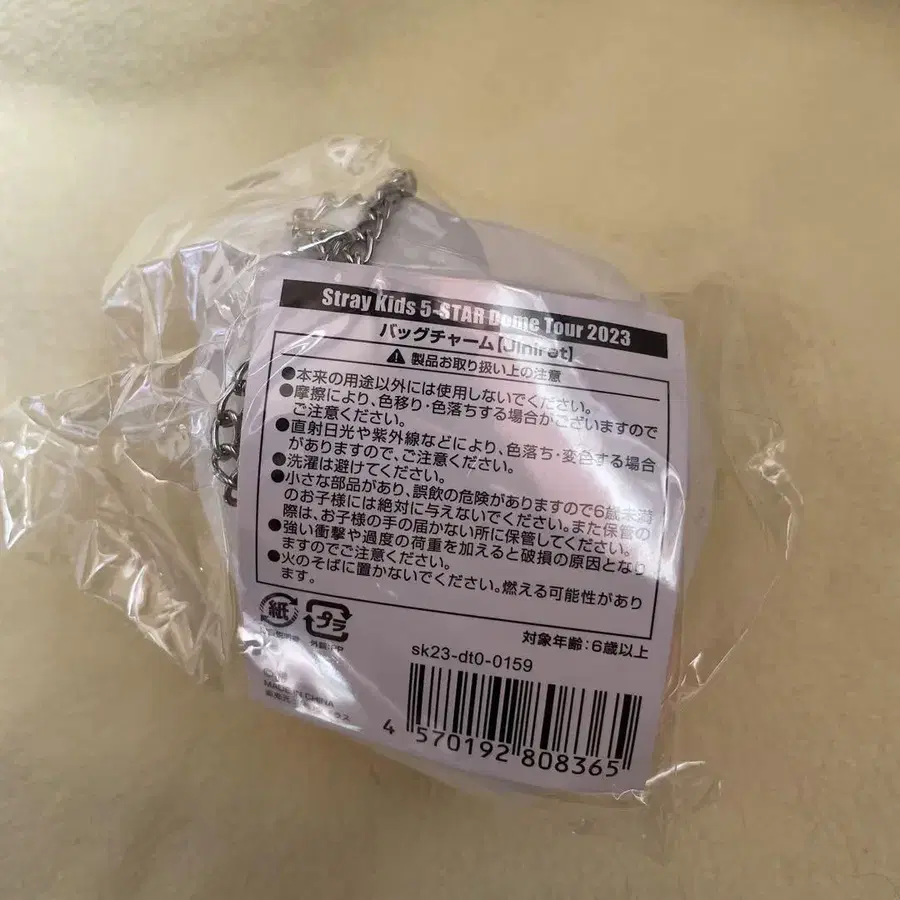 Stray Kids 5-STAR Dome Tour 2023
バッグチャーム【Jiniret】
製品お取り扱い上の注意
●本来の用途以外には使用しないでください。
●摩擦により、色移り・色落ちする場合がございますので
ご注意ください。
●直射日光や紫外線などにより、色落ち・変色する場合
がありますので、ご注意ください。
●洗濯は避けてください。
●小さな部品があり、誤飲の危険がありますので6歳未満
のお子様には絶対に与えないでください。また保管の
際は、お子様の手の届かない所に保管してください。
●強い衝撃や過度の荷重を加えると破損の原因となり
ますのでご注意ください。
●火のそばに置かないでください。燃える可能性があり
ます。
紙
プラ
外装:PP
対象年齢:6歳以上
sk23-dt0-0159
MADE IN CHINA
4 570192 808365